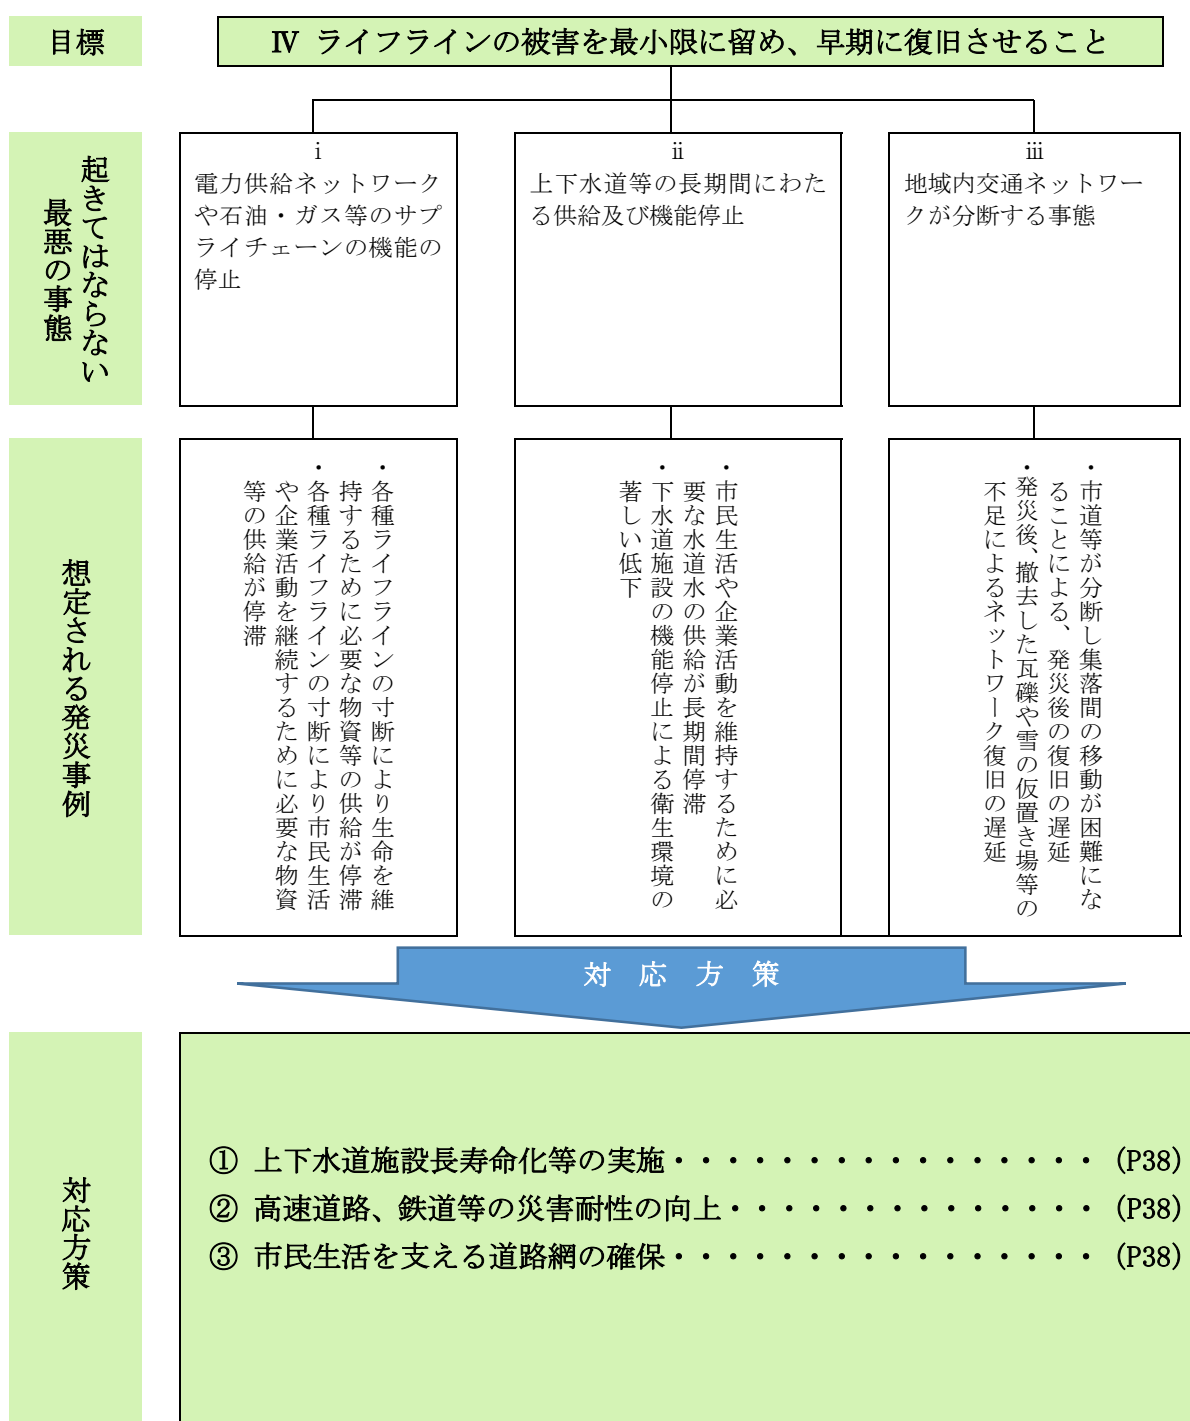 目標
Ⅳ ライフラインの被害を最小限に留め、早期に復旧させること
起きてはならない
最悪の事態
ⅰ
電力供給ネットワーク
や石油・ガス等のサプ
ライチェーンの機能の
停止
ⅱ
上下水道等の長期間にわた
る供給及び機能停止
ⅲ
地域内交通ネットワー
クが分断する事態
想定される発災事例
・各種ライフラインの寸断により生命を維
持するために必要な物資等の供給が停滞
・各種ライフラインの寸断により市民生活
や企業活動を継続するために必要な物資
等の供給が停滞
・市民生活や企業活動を維持するために必
要な水道水の供給が長期間停滞
・下水道施設の機能停止による衛生環境の
著しい低下
・市道等が分断し集落間の移動が困難にな
ることによる、発災後の復旧の遅延
・発災後、撤去した瓦礫や雪の仮置き場等の
不足によるネットワーク復旧の遅延
対 応 方 策
対応方策
① 上下水道施設長寿命化等の実施・・・・・・・・・・・・・・・・（P38）
② 高速道路、鉄道等の災害耐性の向上・・・・・・・・・・・・・・（P38）
③ 市民生活を支える道路網の確保・・・・・・・・・・・・・・・・（P38）